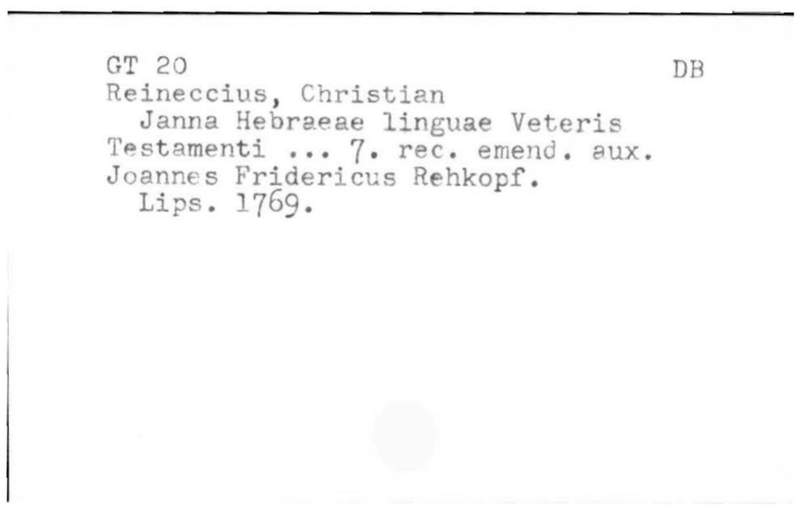 GT 20 DB
Reineccius, Christian
Janna Hebraeae linguae Veteris
Testamenti ... 7. rec. emend. aux.
Joannes Fridericus Rehkopf.
Lips. 1769.